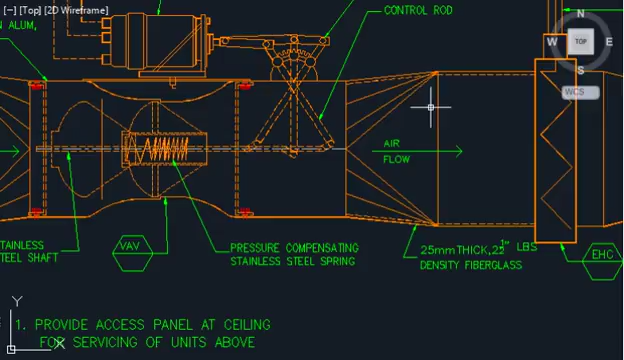 [−] [Top] [2D Wireframe]
N ALUM,
CONTROL ROD
N
W
TOP
E
S
WCS
AIR
FLOW
TAINLESS
TEEL SHAFT
VAV
PRESSURE COMPENSATING
STAINLESS STEEL SPRING
25mm THICK,
LBS
DENSITY FIBERGLASS
EHC
Y
X
1. PROVIDE ACCESS PANEL AT CEILING
FOR SERVICING OF UNITS ABOVE